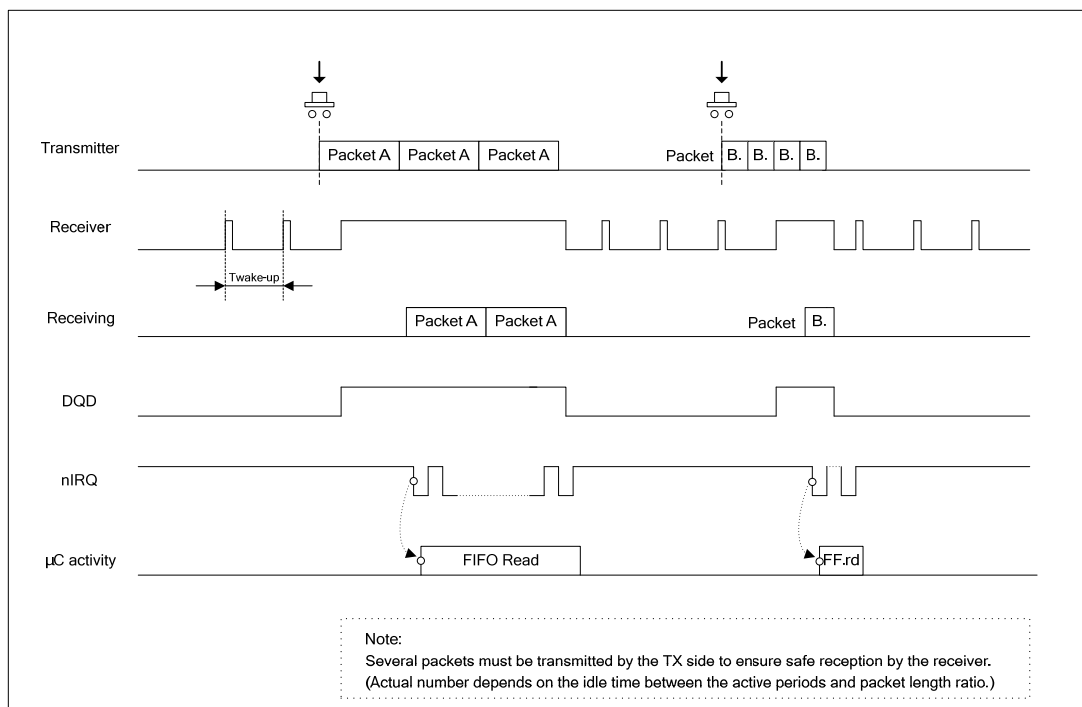 Transmitter
Packet A Packet A Packet A
Packet B. B. B. B.
Receiver
Twake-up
Receiving
Packet A Packet A
Packet B.
DQD
nIRQ
µC activity
FIFO Read
FF.rd
Note:
Several packets must be transmitted by the TX side to ensure safe reception by the receiver.
(Actual number depends on the idle time between the active periods and packet length ratio.)